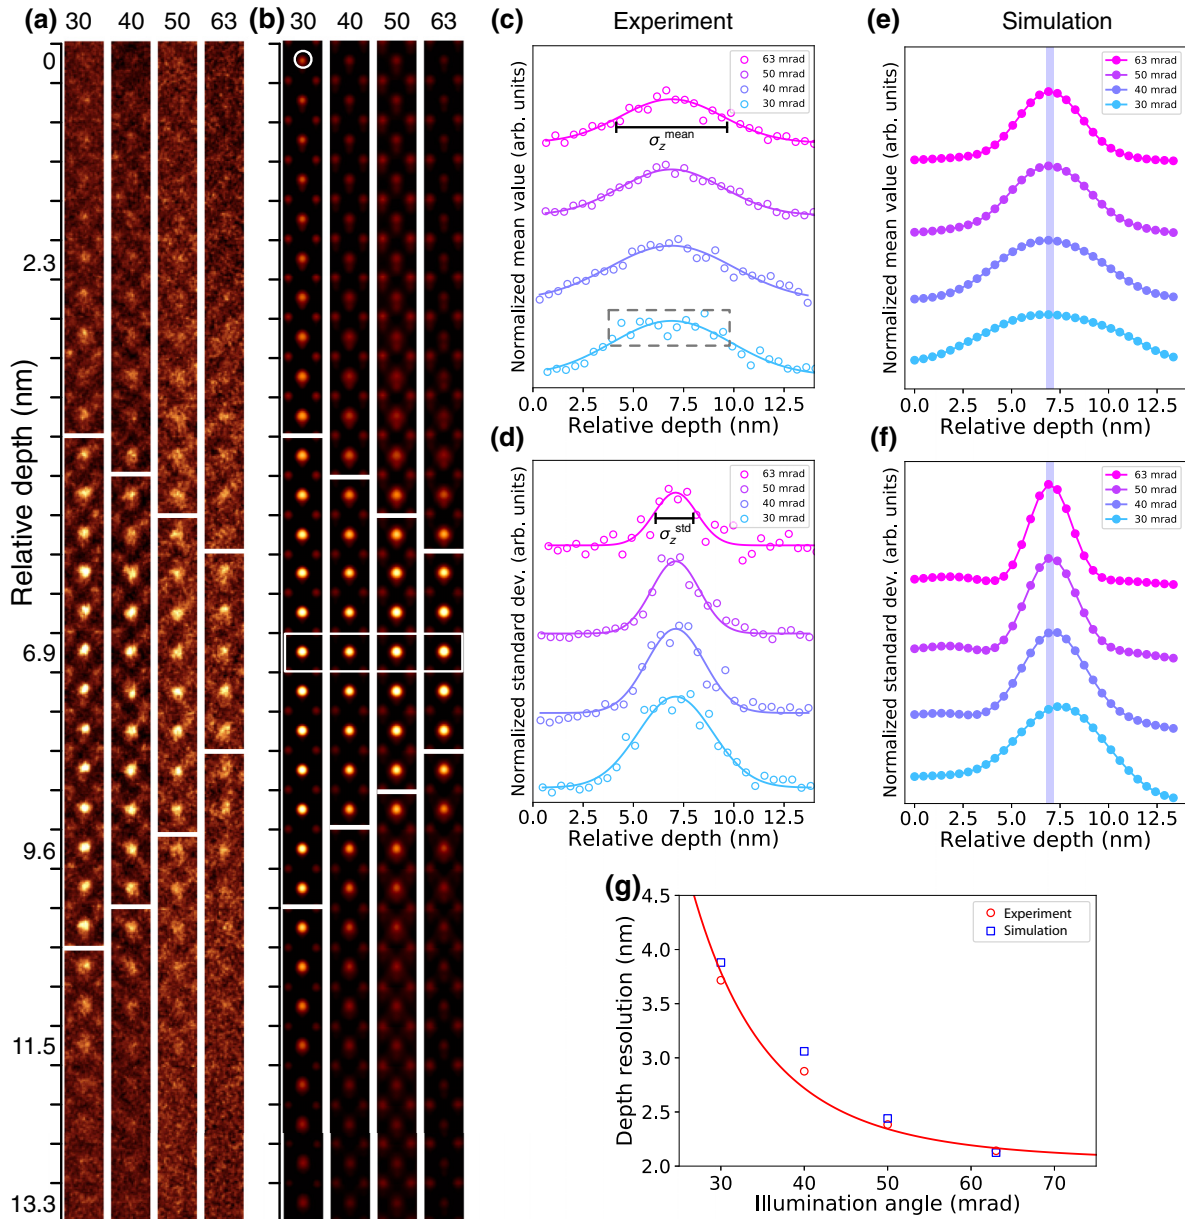 (a) 30 40 50 63
(b) 30 40 50 63
Relative depth (nm)
0
2.3
6.9
9.6
11.5
13.3
(c) Experiment
Normalized mean value (arb. units)
63 mrad
50 mrad
40 mrad
30 mrad
σ_z^mean
0.0 2.5 5.0 7.5 10.0 12.5
Relative depth (nm)
(e) Simulation
Normalized mean value (arb. units)
63 mrad
50 mrad
40 mrad
30 mrad
0.0 2.5 5.0 7.5 10.0 12.5
Relative depth (nm)
(d)
Normalized standard dev. (arb. units)
63 mrad
50 mrad
40 mrad
30 mrad
σ_z^std
0.0 2.5 5.0 7.5 10.0 12.5
Relative depth (nm)
(f)
Normalized standard dev. (arb. units)
63 mrad
50 mrad
40 mrad
30 mrad
0.0 2.5 5.0 7.5 10.0 12.5
Relative depth (nm)
(g)
Depth resolution (nm)
4.5
4.0
3.5
3.0
2.5
2.0
Experiment
Simulation
30 40 50 60 70
Illumination angle (mrad)